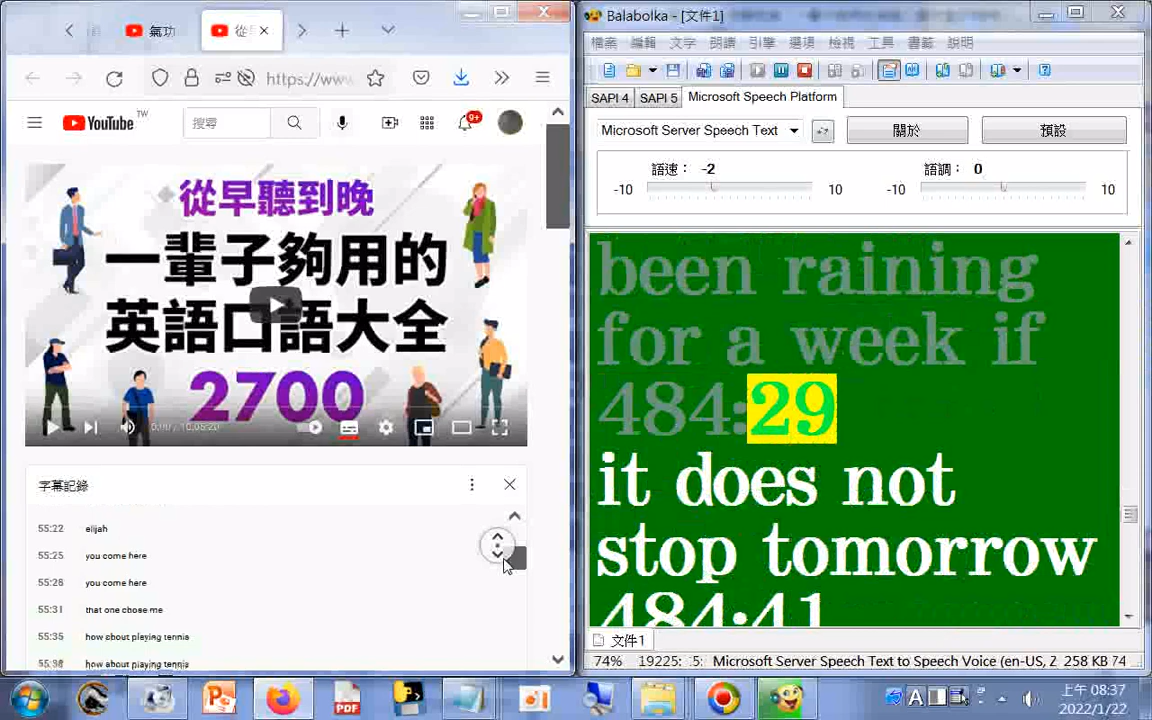 氣功
從
https://www
YouTube TW
搜尋
9+
從早聽到晚
一輩子夠用的
英語口語大全
2700
0:00 / 10:05:20
字幕記錄
55:22 elijah
55:25 you come here
55:28 you come here
55:31 that one chose me
55:35 how about playing tennis
55:38 how about playing tennis
Balabolka - [文件1]
檔案 編輯 文字 朗讀 引擎 選項 檢視 工具 書籤 說明
SAPI 4 SAPI 5 Microsoft Speech Platform
Microsoft Server Speech Text 關於 預設
語速： -2 語調： 0
-10 10 -10 10
been raining
for a week if
484:29
it does not
stop tomorrow
484:41
文件1
74% 19225: 5: Microsoft Server Speech Text to Speech Voice (en-US, 2 258 KB 74
上午 08:37
2022/1/22